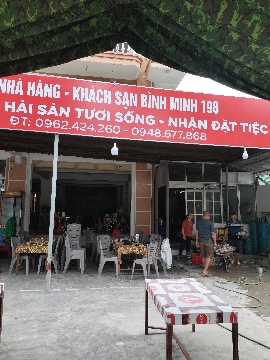 NHÀ HÀNG - KHÁCH SẠN BÌNH MINH 198
HẢI SẢN TƯƠI SỐNG - NHẬN ĐẶT TIỆC
ĐT: 0962.424.260 - 0948.677.868